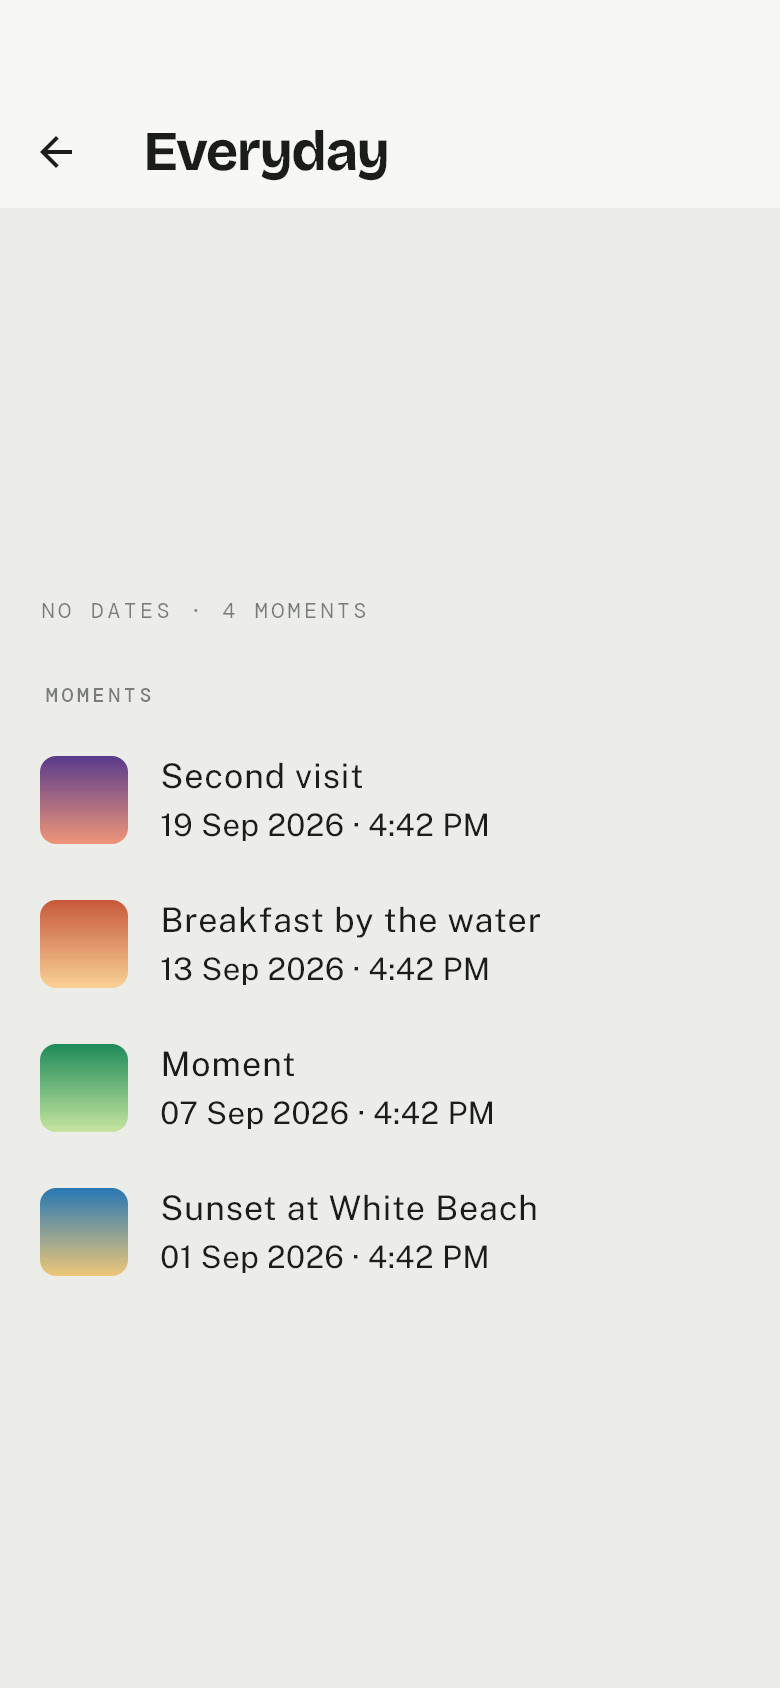 Everyday
NO DATES · 4 MOMENTS
MOMENTS
Second visit
19 Sep 2026 · 4:42 PM
Breakfast by the water
13 Sep 2026 · 4:42 PM
Moment
07 Sep 2026 · 4:42 PM
Sunset at White Beach
01 Sep 2026 · 4:42 PM